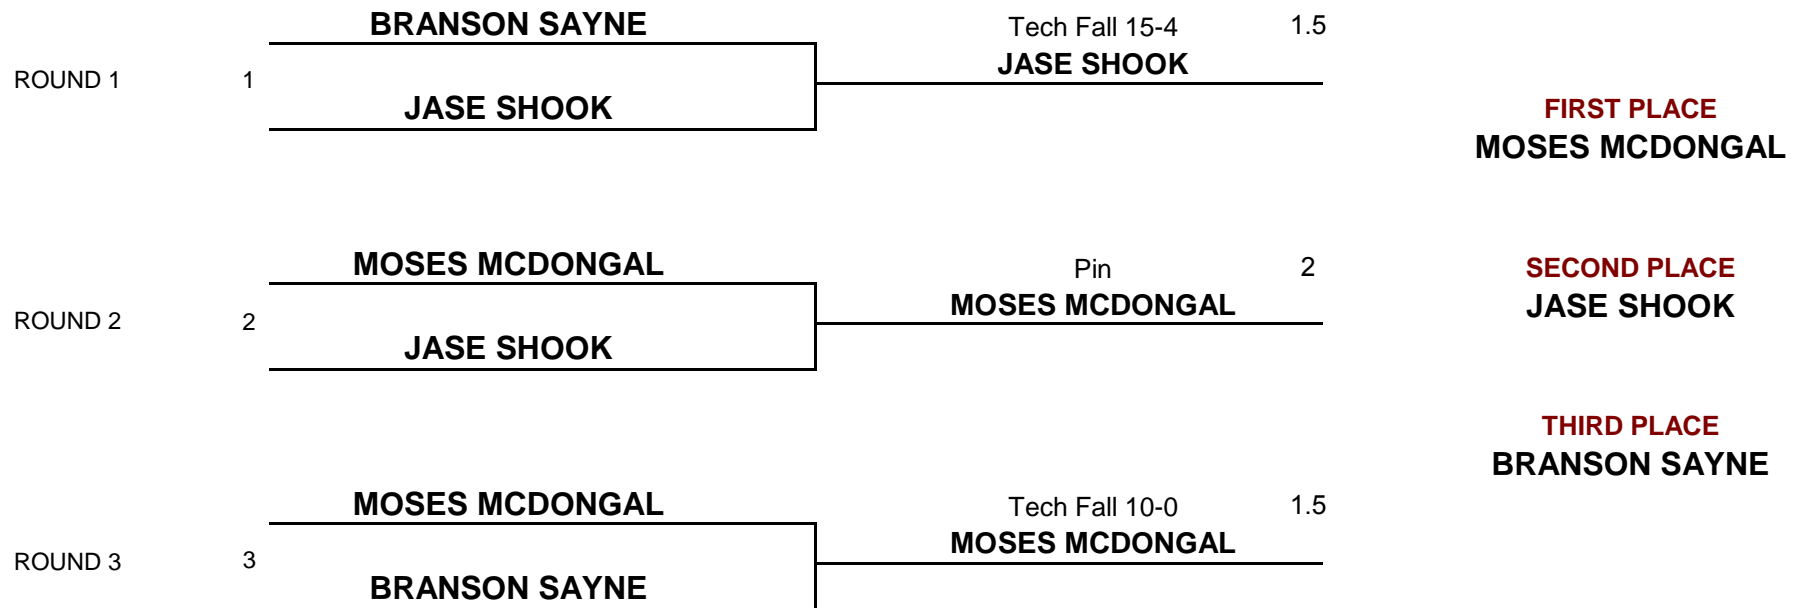 BRANSON SAYNE
Tech Fall 15-4 1.5
JASE SHOOK
ROUND 1 1
JASE SHOOK
FIRST PLACE
MOSES MCDONGAL
MOSES MCDONGAL
Pin 2
SECOND PLACE
MOSES MCDONGAL
JASE SHOOK
ROUND 2 2
JASE SHOOK
THIRD PLACE
BRANSON SAYNE
MOSES MCDONGAL
Tech Fall 10-0 1.5
MOSES MCDONGAL
ROUND 3 3
BRANSON SAYNE